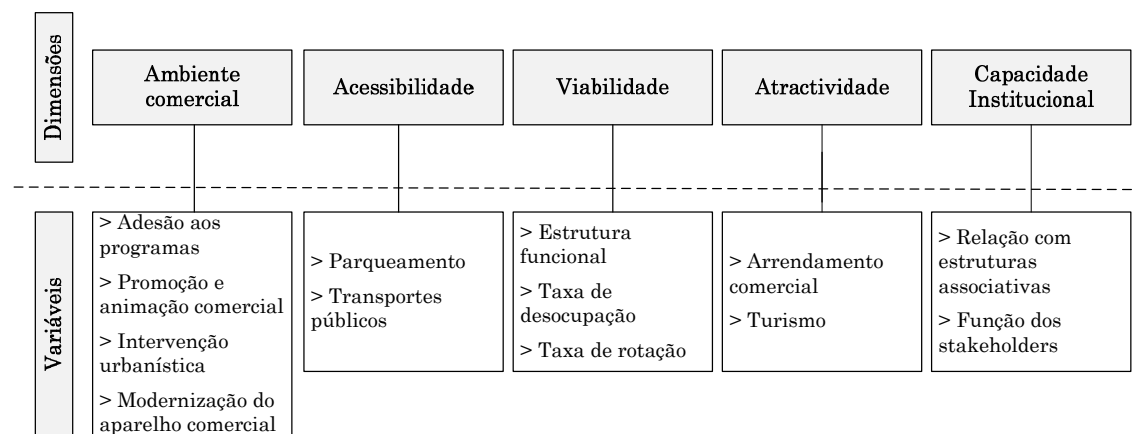 Dimensões
Ambiente
comercial
Acessibilidade
Viabilidade
Atractividade
Capacidade
Institucional
Variáveis
> Adesão aos
programas
> Promoção e
animação comercial
> Intervenção
urbanística
> Modernização do
aparelho comercial
> Parqueamento
> Transportes
públicos
> Estrutura
funcional
> Taxa de
desocupação
> Taxa de rotação
> Arrendamento
comercial
> Turismo
> Relação com
estruturas
associativas
> Função dos
stakeholders